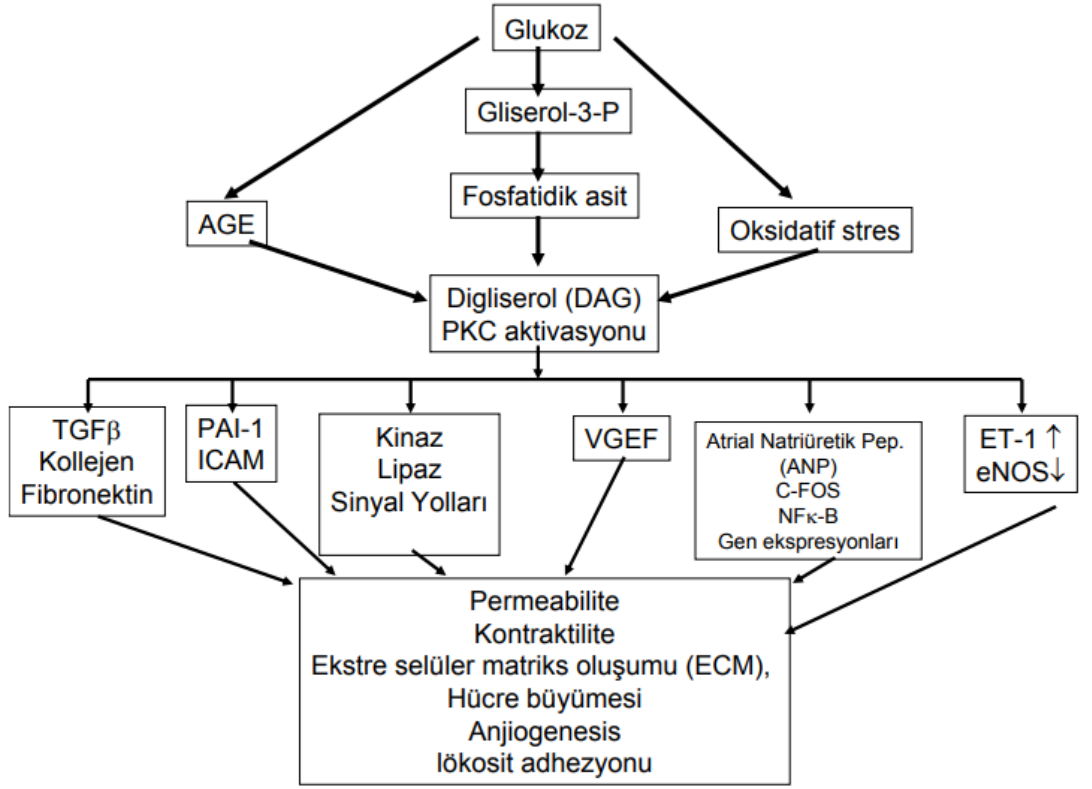 Glukoz
Gliserol-3-P
Fosfatidik asit
AGE
Oksidatif stres
Digliserol (DAG)
PKC aktivasyonu
TGFβ
Kollejen
Fibronektin
PAI-1
ICAM
Kinaz
Lipaz
Sinyal Yolları
VGEF
Atrial Natriüretik Pep.
(ANP)
C-FOS
NFκ-B
Gen ekspresyonları
ET-1 ↑
eNOS↓
Permeabilite
Kontraktilite
Ekstre selüler matriks oluşumu (ECM),
Hücre büyümesi
Anjiogenesis
lökosit adhezyonu